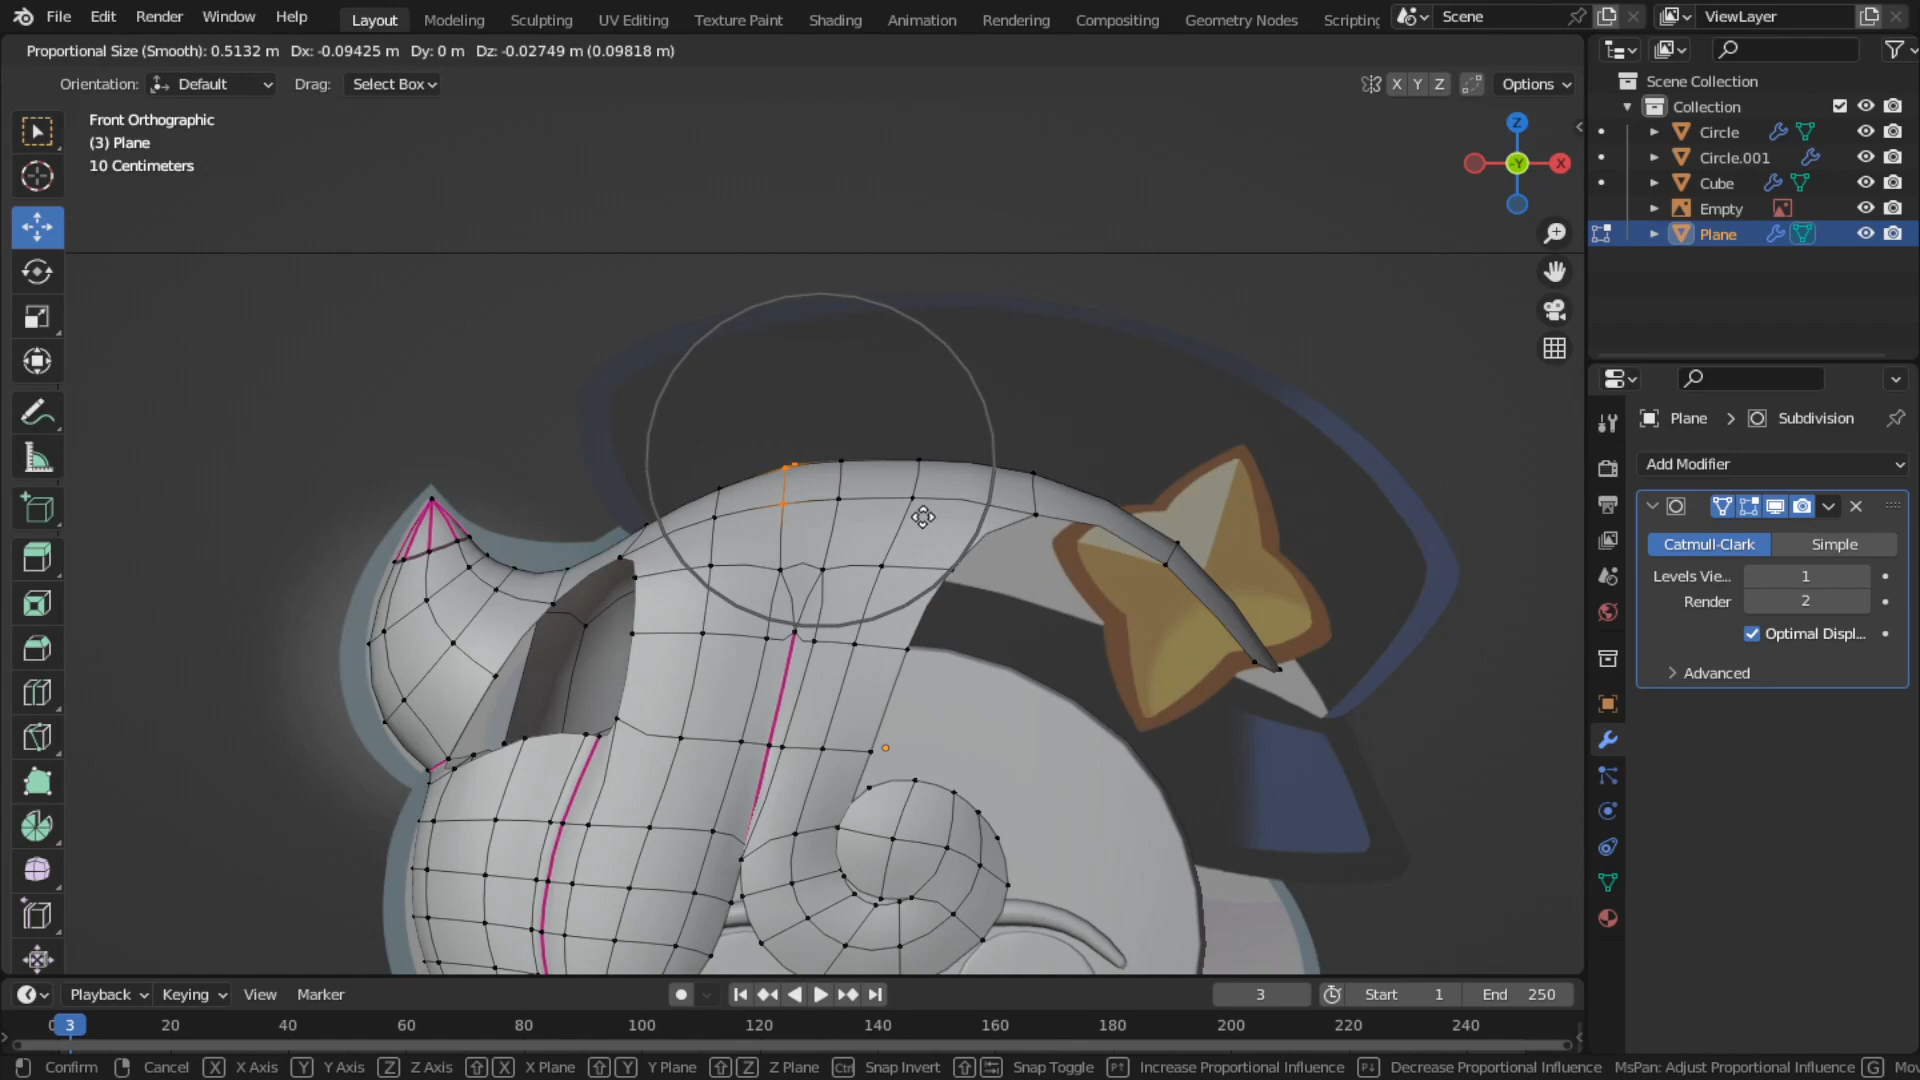 File Edit Render Window Help Layout Modeling Sculpting UV Editing Texture Paint Shading Animation Rendering Compositing Geometry Nodes Scripting Scene ViewLayer
Proportional Size (Smooth): 0.5132 m Dx: -0.09425 m Dy: 0 m Dz: -0.02749 m (0.09818 m)
Orientation: Default Drag: Select Box X Y Z Options
Front Orthographic
(3) Plane
10 Centimeters
Z
-Y X
Scene Collection
Collection
Circle
Circle.001
Cube
Empty
Plane
Plane > Subdivision
Add Modifier
Catmull-Clark Simple
Levels Vie... 1
Render 2
Optimal Displ...
Advanced
Playback Keying View Marker 3 Start 1 End 250
0 3 20 40 60 80 100 120 140 160 180 200 220 240
Confirm Cancel X X Axis Y Y Axis Z Z Axis X X Plane Y Y Plane Z Z Plane Ctrl Snap Invert Snap Toggle Increase Proportional Influence Decrease Proportional Influence MsPan: Adjust Proportional Influence G Mov